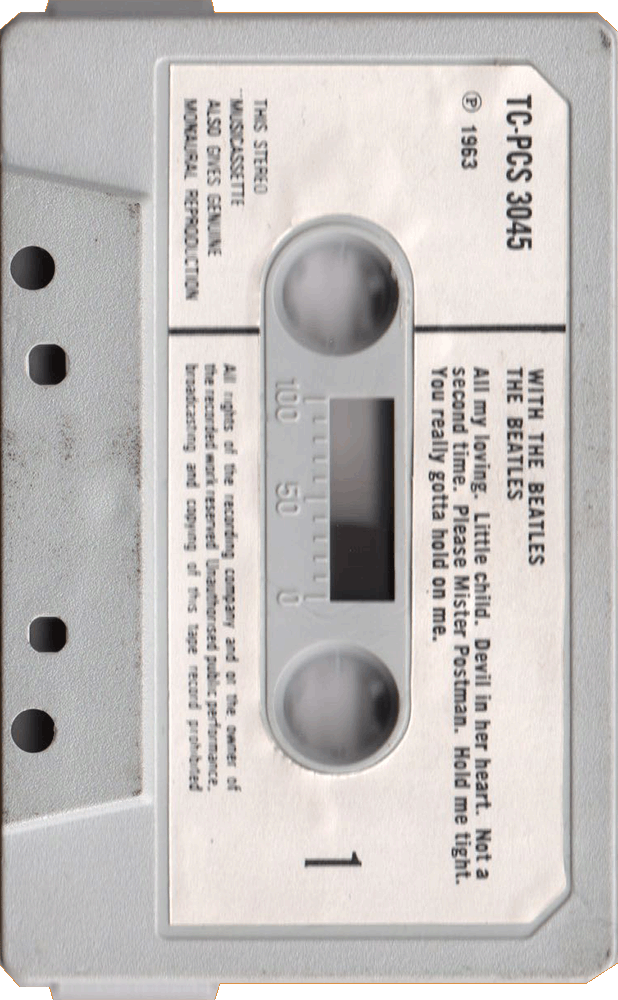 TC-PCS 3045
℗ 1963
WITH THE BEATLES
THE BEATLES
All my loving. Little child. Devil in her heart. Not a
second time. Please Mister Postman. Hold me tight.
You really gotta hold on me.
100 50 0
1
THIS STEREO
"MUSICASSETTE
ALSO GIVES GENUINE
MONAURAL REPRODUCTION
All rights of the recording company and or the owner of
the recorded work reserved Unauthorised public performance,
broadcasting and copying of this tape record prohibited